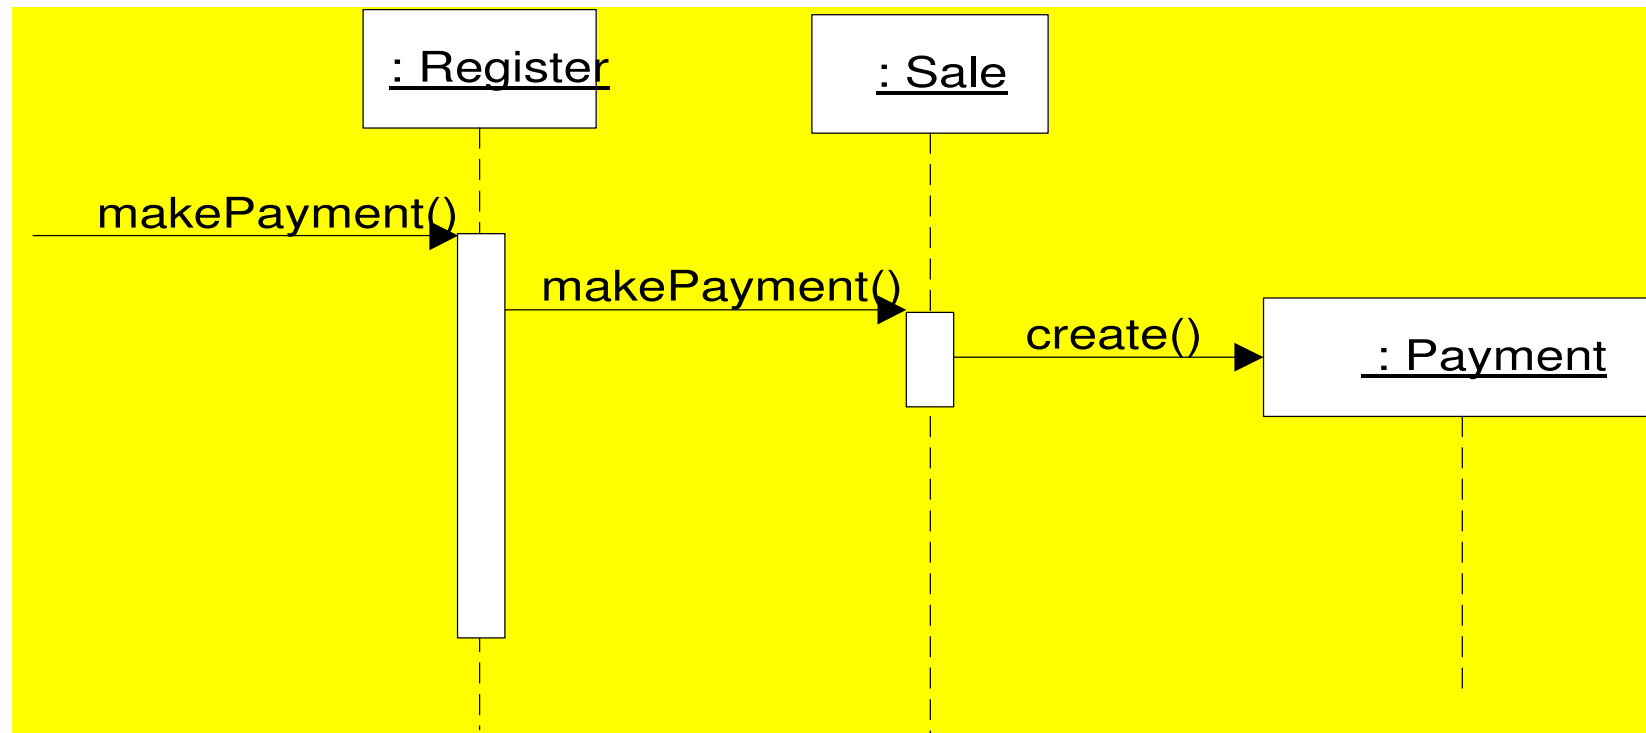 : Register
: Sale
makePayment()
makePayment()
create()
: Payment